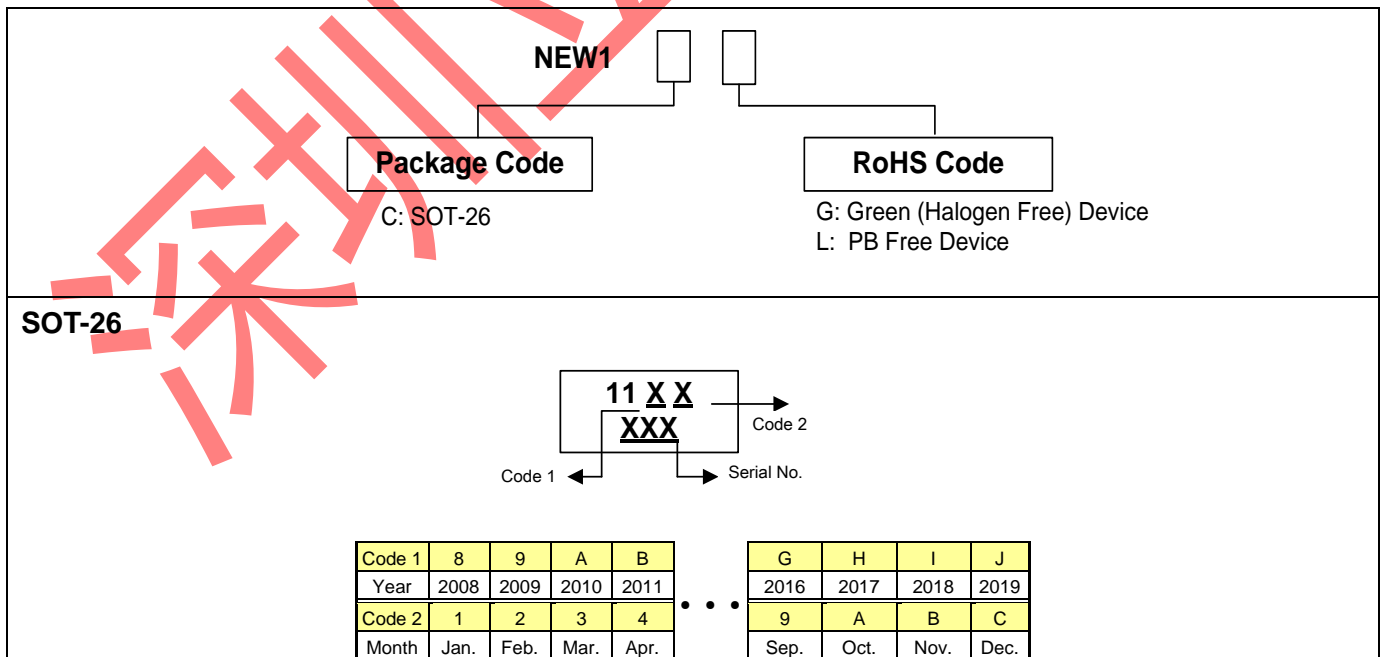 NEW1
Package Code
RoHS Code
C: SOT-26
G: Green (Halogen Free) Device
L: PB Free Device
SOT-26
11 X X
XXX
Code 2
Code 1
Serial No.
Code 1 8 9 A B G H I J
Year 2008 2009 2010 2011 • • • 2016 2017 2018 2019
Code 2 1 2 3 4 9 A B C
Month Jan. Feb. Mar. Apr. Sep. Oct. Nov. Dec.
深圳